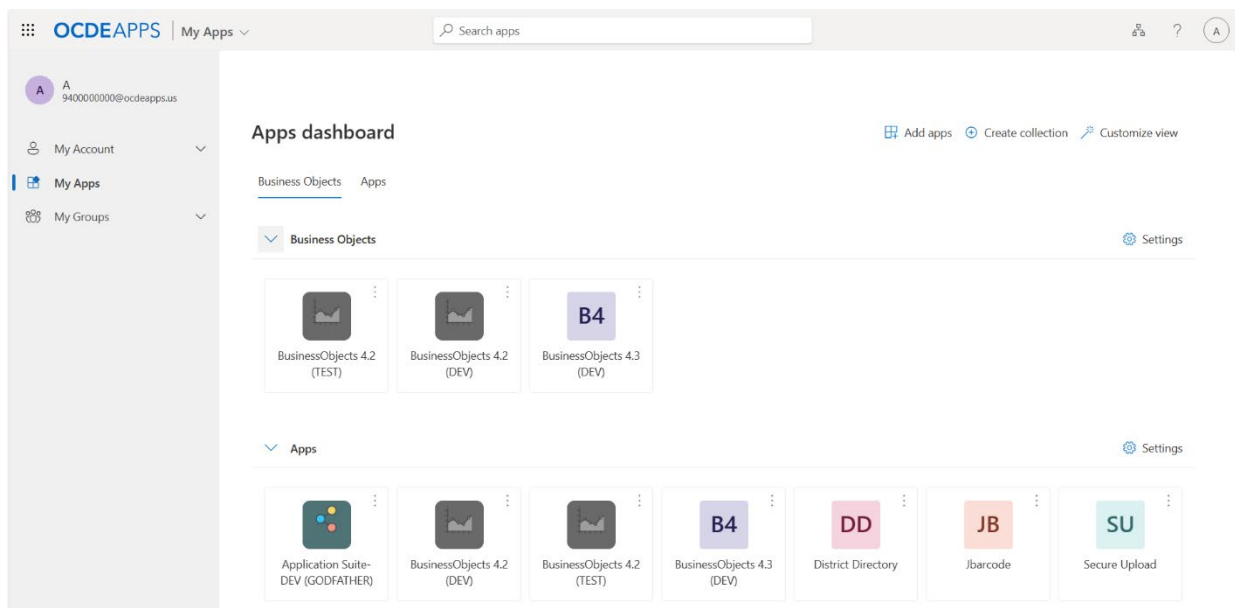 OCDEAPPS My Apps
Search apps
A
A
A
9400000000@ocdeapps.us
My Account
My Apps
My Groups
Apps dashboard
Add apps
Create collection
Customize view
Business Objects
Apps
Business Objects
Settings
BusinessObjects 4.2
(TEST)
BusinessObjects 4.2
(DEV)
B4
BusinessObjects 4.3
(DEV)
Apps
Settings
Application Suite-
DEV (GODFATHER)
BusinessObjects 4.2
(DEV)
BusinessObjects 4.2
(TEST)
B4
BusinessObjects 4.3
(DEV)
DD
District Directory
JB
Jbarcode
SU
Secure Upload